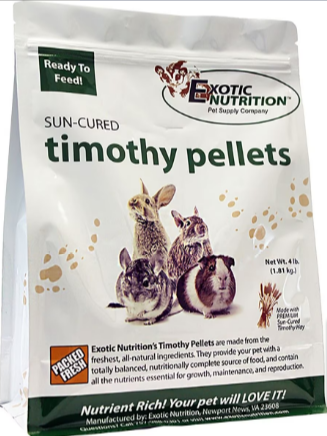 Ready To
Feed!
EXOTIC
NUTRITION™
Pet Supply Company
SUN-CURED
timothy pellets
Net Wt. 4lb.
(1.81 kg.)
Made with
PREMIUM
Sun-Cured
Timothy Hay
PACKED
FRESH
Exotic Nutrition's Timothy Pellets are made from the
freshest, all-natural ingredients. They provide your pet with a
totally balanced, nutritionally complete source of food, and contain
all the nutrients essential for growth, maintenance, and reproduction.
Nutrient Rich! Your pet will LOVE IT!
Manufactured by: Exotic Nutrition, Newport News, VA 23608